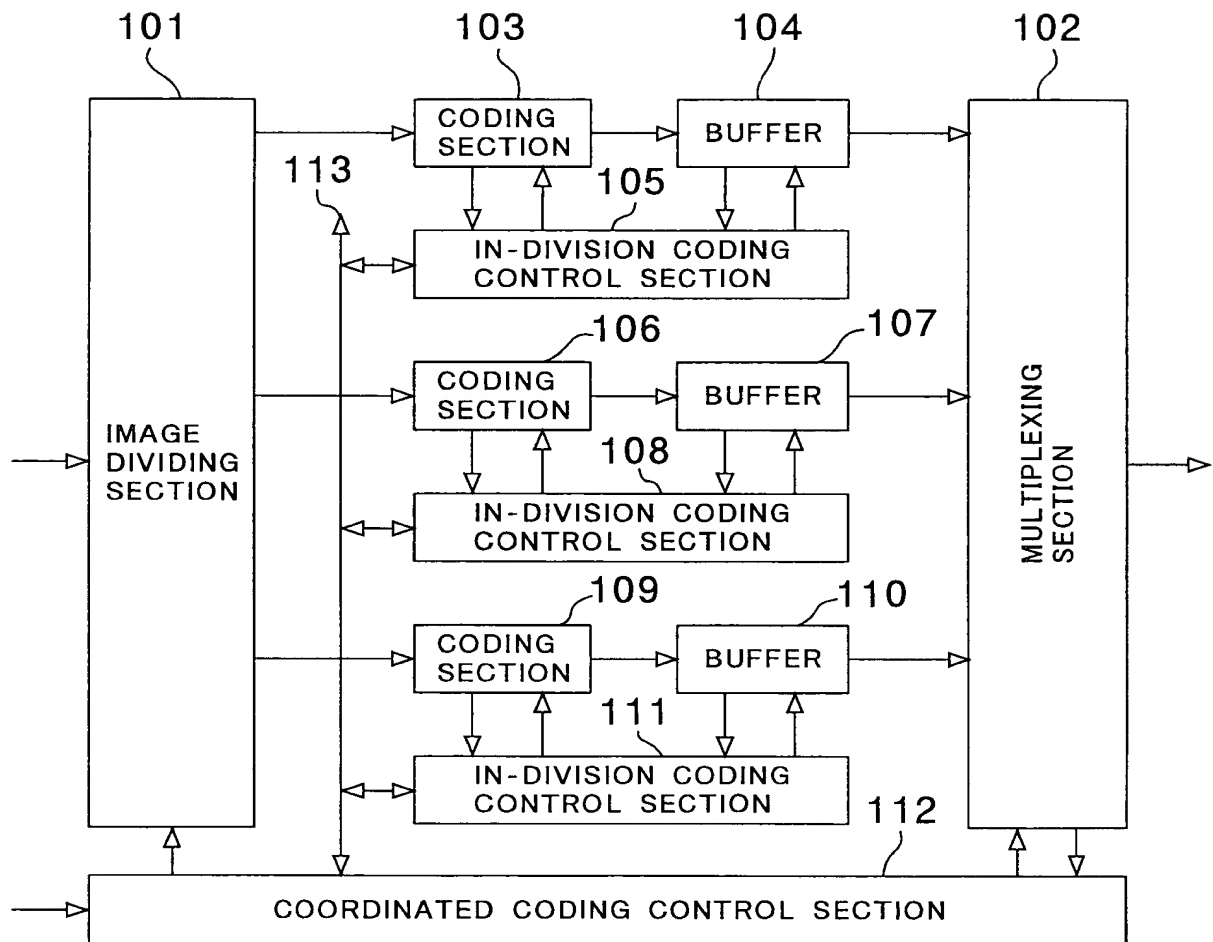 101
103
104
102
CODING
SECTION
BUFFER
113
105
IN-DIVISION CODING
CONTROL SECTION
106
107
CODING
SECTION
BUFFER
IMAGE
DIVIDING
SECTION
108
IN-DIVISION CODING
CONTROL SECTION
MULTIPLEXING
SECTION
109
110
CODING
SECTION
BUFFER
111
IN-DIVISION CODING
CONTROL SECTION
112
COORDINATED CODING CONTROL SECTION